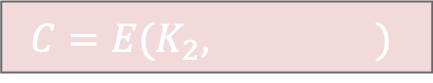 C = E(K₂, )